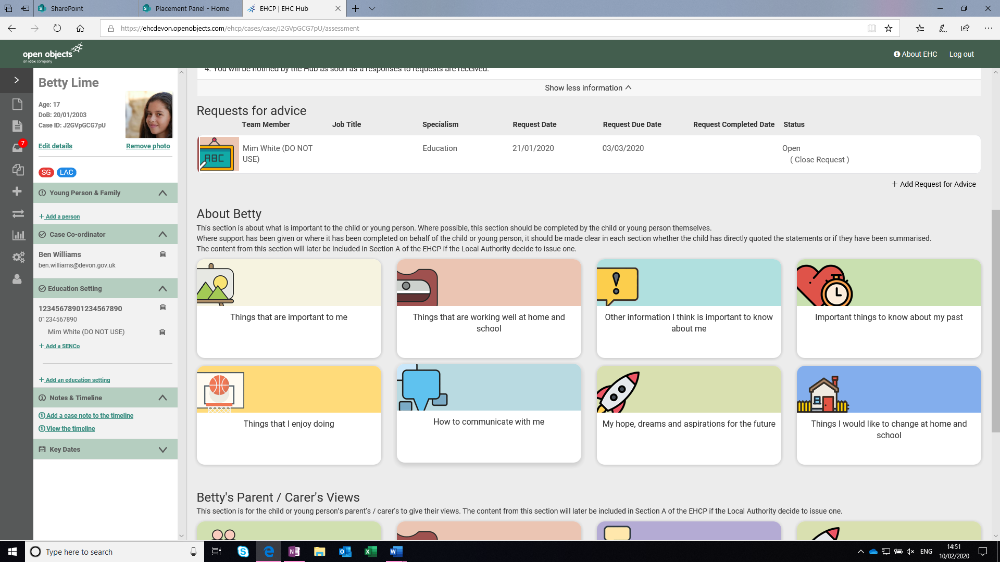 SharePoint
Placement Panel - Home
EHCP | EHC Hub
https://ehcdevon.openobjects.com/ehcp/cases/case/J2GVpGCG7pU/assessment
open objects
an idox company
About EHC
Log out
Betty Lime
Age: 17
DoB: 20/01/2003
Case ID: J2GVpGCG7pU
Edit details
Remove photo
7
SG
LAC
Young Person & Family
+ Add a person
Case Co-ordinator
Ben Williams
ben.williams@devon.gov.uk
Education Setting
12345678901234567890
01234567890
Mim White (DO NOT USE)
+ Add a SENCo
+ Add an education setting
Notes & Timeline
Add a case note to the timeline
View the timeline
Key Dates
4. You will be notified by the Hub as soon as a responses to requests are received.
Show less information
Requests for advice
Team Member
Job Title
Specialism
Request Date
Request Due Date
Request Completed Date
Status
ABC
Mim White (DO NOT
USE)
Education
21/01/2020
03/03/2020
Open
( Close Request )
+ Add Request for Advice
About Betty
This section is about what is important to the child or young person. Where possible, this section should be completed by the child or young person themselves.
Where support has been given or where it has been completed on behalf of the child or young person, it should be made clear in each section whether the child has directly quoted the statements or if they have been summarised.
The content from this section will later be included in Section A of the EHCP if the Local Authority decide to issue one.
Things that are important to me
Things that are working well at home and
school
Other information I think is important to know
about me
Important things to know about my past
Things that I enjoy doing
How to communicate with me
My hope, dreams and aspirations for the future
Things I would like to change at home and
school
Betty's Parent / Carer's Views
This section is for the child or young person's parent's / carer's to give their views. The content from this section will later be included in Section A of the EHCP if the Local Authority decide to issue one.
Type here to search
ENG
14:51
10/02/2020